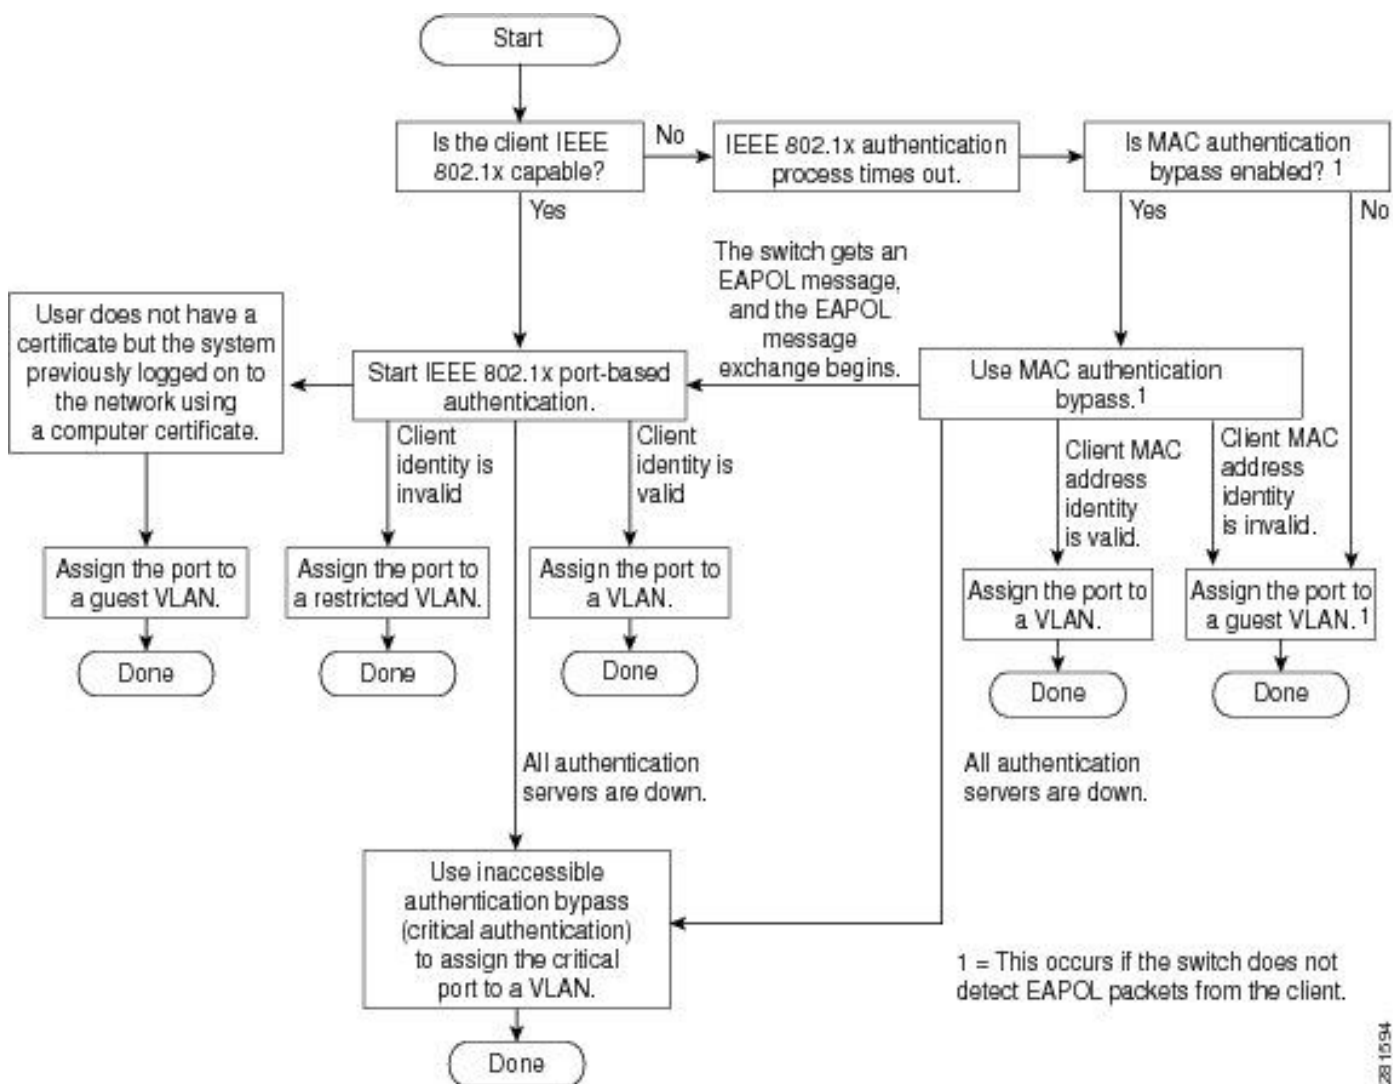 Start
Is the client IEEE
802.1x capable?
No
IEEE 802.1x authentication
process times out.
Is MAC authentication
bypass enabled? 1
Yes
Yes
No
The switch gets an
EAPOL message,
and the EAPOL
message
exchange begins.
User does not have a
certificate but the system
previously logged on to
the network using
a computer certificate.
Start IEEE 802.1x port-based
authentication.
Use MAC authentication
bypass.1
Client
identity is
invalid
Client
identity is
valid
Client MAC
address
identity
is valid.
Client MAC
address
identity
is invalid.
Assign the port to
a guest VLAN.
Assign the port to
a restricted VLAN.
Assign the port to
a VLAN.
Assign the port to
a VLAN.
Assign the port to
a guest VLAN.1
Done
Done
Done
Done
Done
All authentication
servers are down.
All authentication
servers are down.
Use inaccessible
authentication bypass
(critical authentication)
to assign the critical
port to a VLAN.
Done
1 = This occurs if the switch does not
detect EAPOL packets from the client.
281594